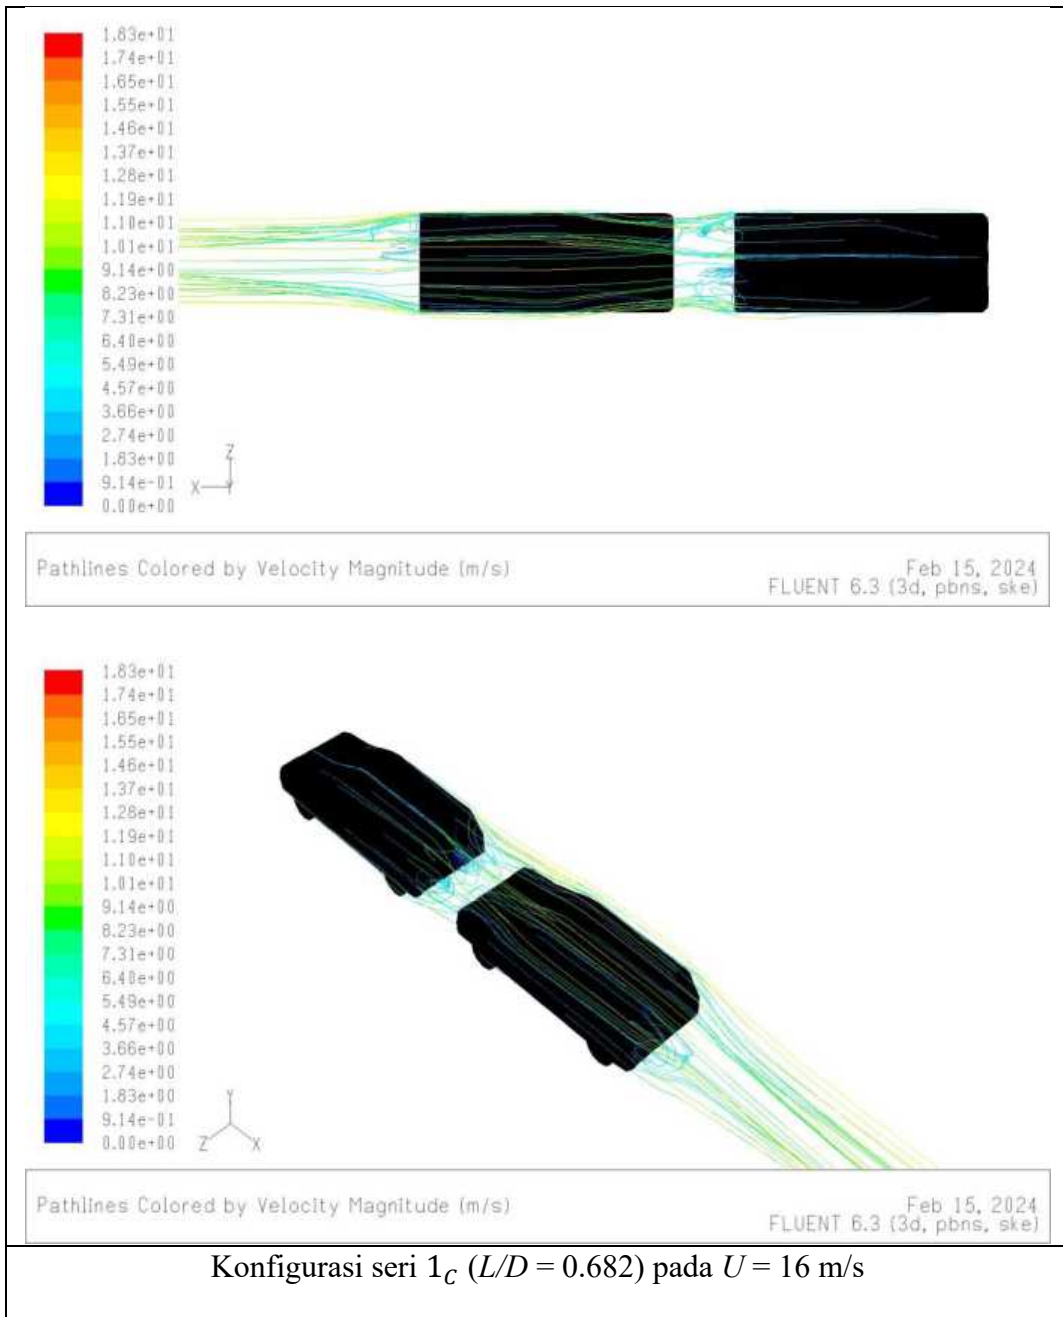 1.83e+01
1.74e+01
1.65e+01
1.55e+01
1.46e+01
1.37e+01
1.28e+01
1.19e+01
1.10e+01
1.01e+01
9.14e+00
8.23e+00
7.31e+00
6.40e+00
5.49e+00
4.57e+00
3.66e+00
2.74e+00
1.83e+00
9.14e-01
0.00e+00
Z
X Y
Pathlines Colored by Velocity Magnitude (m/s)
Feb 15, 2024
FLUENT 6.3 (3d, pbns, ske)
1.83e+01
1.74e+01
1.65e+01
1.55e+01
1.46e+01
1.37e+01
1.28e+01
1.19e+01
1.10e+01
1.01e+01
9.14e+00
8.23e+00
7.31e+00
6.40e+00
5.49e+00
4.57e+00
3.66e+00
2.74e+00
1.83e+00
9.14e-01
0.00e+00
Y
Z X
Pathlines Colored by Velocity Magnitude (m/s)
Feb 15, 2024
FLUENT 6.3 (3d, pbns, ske)
Konfigurasi seri 1_C (L/D = 0.682) pada U = 16 m/s